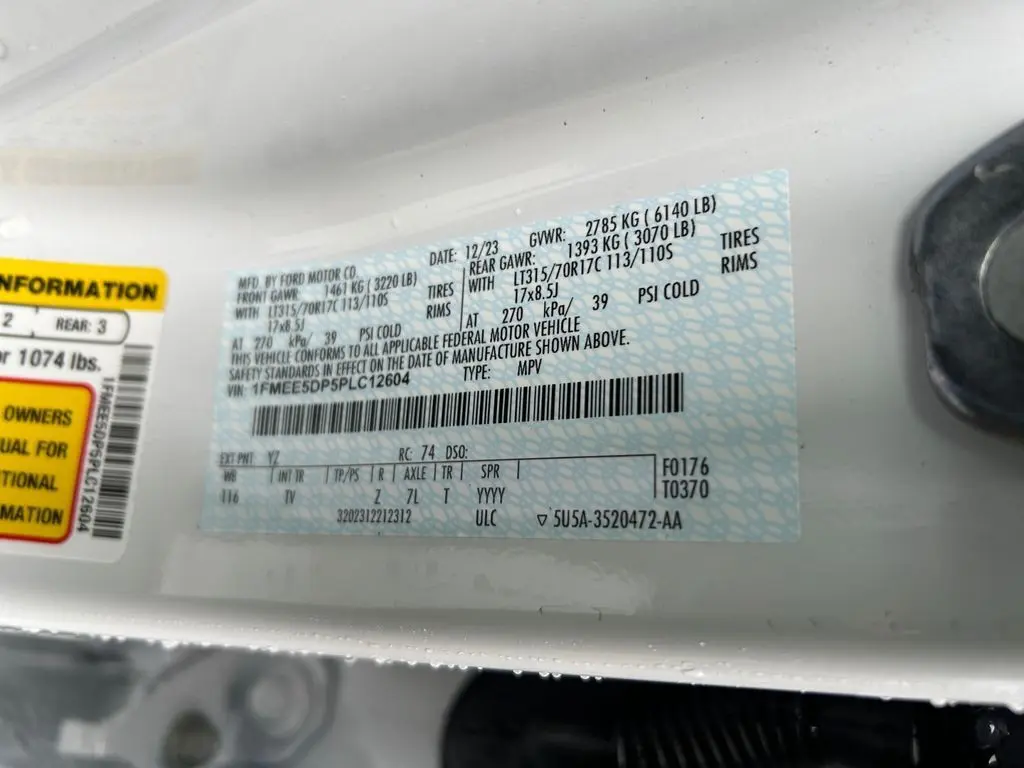 NFORMATION
2 REAR: 3
or 1074 lbs.
OWNERS
UAL FOR
TIONAL
MATION
1FMEE5DP5PLC12604
MFD. BY FORD MOTOR CO. DATE: 12/23 GVWR: 2785 KG ( 6140 LB)
FRONT GAWR: 1461 KG ( 3220 LB) REAR GAWR: 1393 KG ( 3070 LB)
WITH LT315/70R17C 113/110S TIRES WITH LT315/70R17C 113/110S TIRES
17x8.5J RIMS 17x8.5J RIMS
AT 270 kPa/ 39 PSI COLD AT 270 kPa/ 39 PSI COLD
THIS VEHICLE CONFORMS TO ALL APPLICABLE FEDERAL MOTOR VEHICLE
SAFETY STANDARDS IN EFFECT ON THE DATE OF MANUFACTURE SHOWN ABOVE.
VIN: 1FMEE5DP5PLC12604 TYPE: MPV
EXT PNT: YZ RC: 74 DSO:
WB INT TR TP/PS R AXLE TR SPR F0176
116 TV Z 7L T YYYY T0370
3202312212312 ULC ▽ 5U5A-3520472-AA